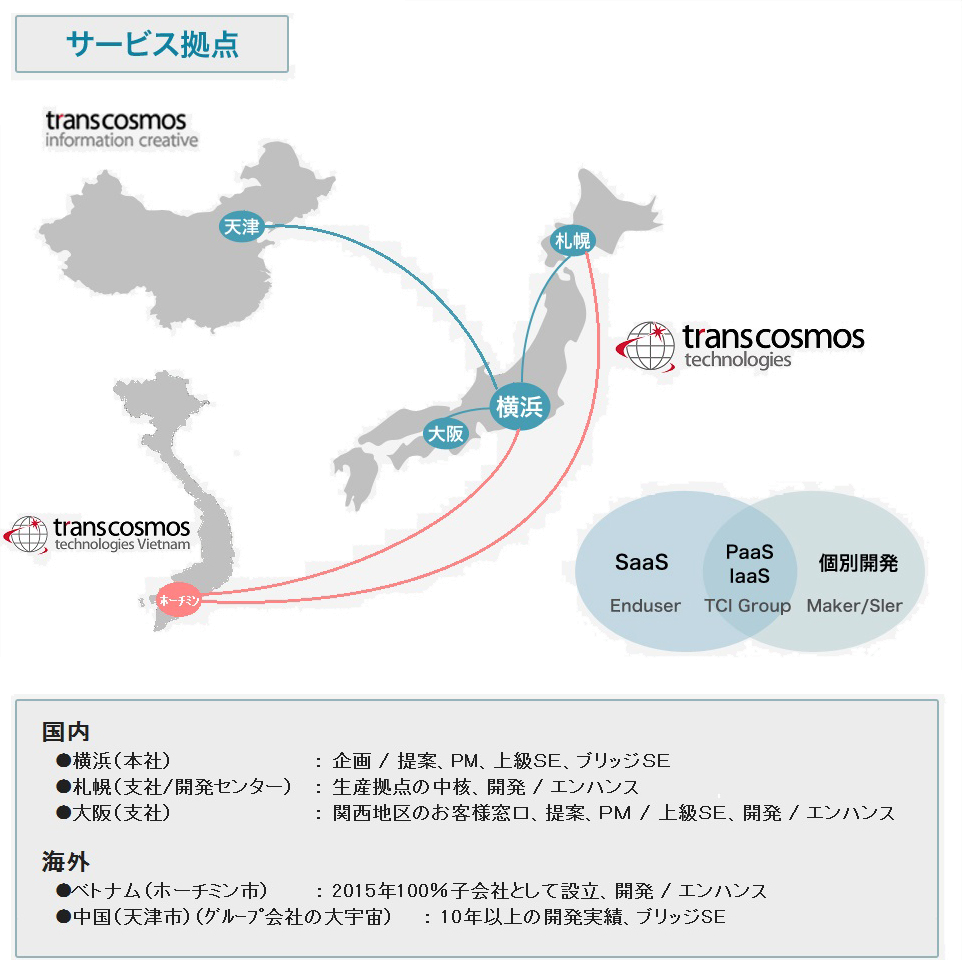 サービス拠点
transcosmos
information creative
天津
札幌
transcosmos
technologies
横浜
大阪
transcosmos
technologies Vietnam
ホーチミン
SaaS
PaaS
IaaS
個別開発
Enduser
TCI Group
Maker/SIer
国内
●横浜(本社) : 企画 / 提案、PM、上級SE、ブリッジSE
●札幌(支社/開発センター) : 生産拠点の中核、開発 / エンハンス
●大阪(支社) : 関西地区のお客様窓口、提案、PM / 上級SE、開発 / エンハンス
海外
●ベトナム(ホーチミン市) : 2015年100%子会社として設立、開発 / エンハンス
●中国(天津市)(グループ会社の大宇宙) : 10年以上の開発実績、ブリッジSE